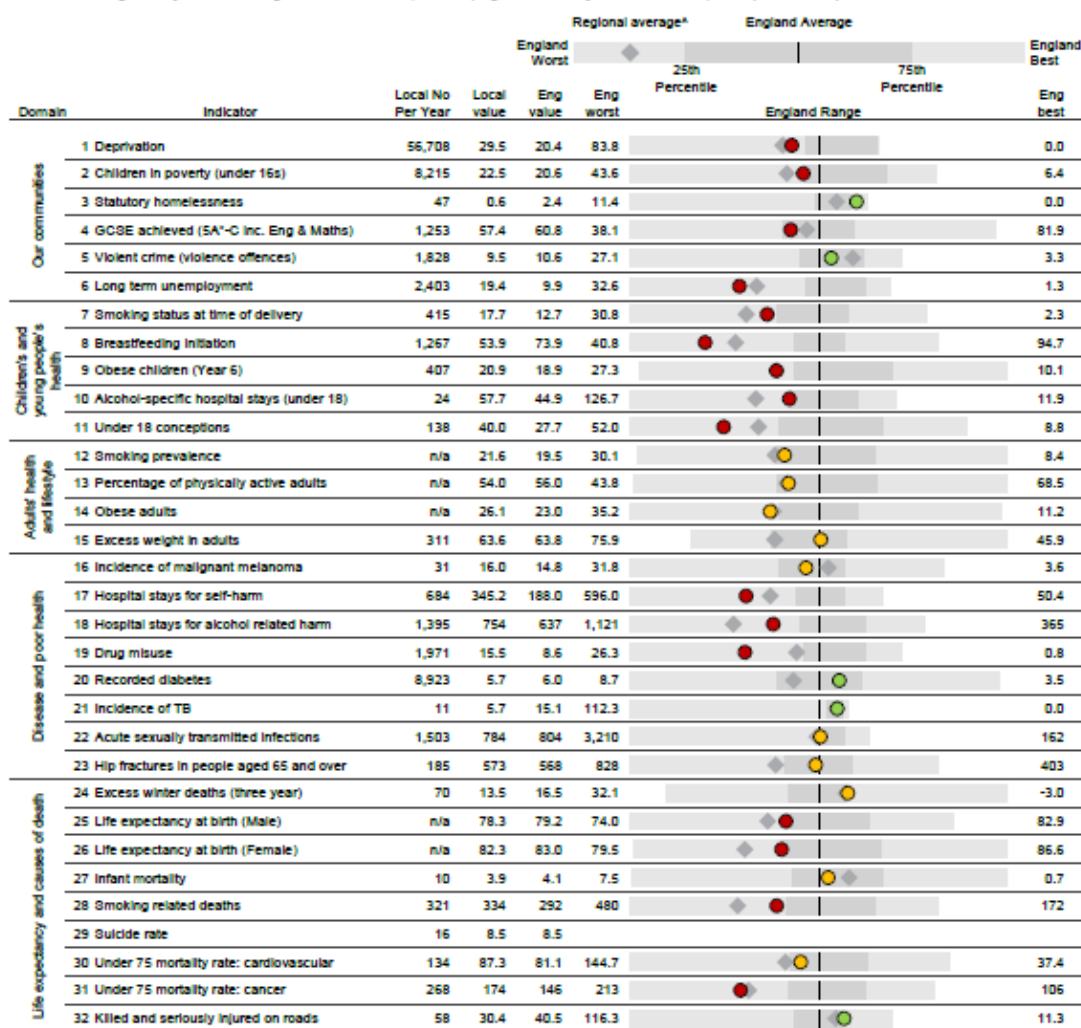 Regional average^ England Average
England Worst England Best
25th Percentile 75th Percentile
Domain Indicator Local No Per Year Local value Eng value Eng worst England Range Eng best
Our communities
1 Deprivation 56,708 29.5 20.4 83.8 0.0
2 Children in poverty (under 16s) 8,215 22.5 20.6 43.6 6.4
3 Statutory homelessness 47 0.6 2.4 11.4 0.0
4 GCSE achieved (5A*-C inc. Eng & Maths) 1,253 57.4 60.8 38.1 81.9
5 Violent crime (violence offences) 1,828 9.5 10.6 27.1 3.3
6 Long term unemployment 2,403 19.4 9.9 32.6 1.3
Children's and young people's health
7 Smoking status at time of delivery 415 17.7 12.7 30.8 2.3
8 Breastfeeding initiation 1,267 53.9 73.9 40.8 94.7
9 Obese children (Year 6) 407 20.9 18.9 27.3 10.1
10 Alcohol-specific hospital stays (under 18) 24 57.7 44.9 126.7 11.9
11 Under 18 conceptions 138 40.0 27.7 52.0 8.8
Adults' health and lifestyle
12 Smoking prevalence n/a 21.6 19.5 30.1 8.4
13 Percentage of physically active adults n/a 54.0 56.0 43.8 68.5
14 Obese adults n/a 26.1 23.0 35.2 11.2
15 Excess weight in adults 311 63.6 63.8 75.9 45.9
Disease and poor health
16 Incidence of malignant melanoma 31 16.0 14.8 31.8 3.6
17 Hospital stays for self-harm 684 345.2 188.0 596.0 50.4
18 Hospital stays for alcohol related harm 1,395 754 637 1,121 365
19 Drug misuse 1,971 15.5 8.6 26.3 0.8
20 Recorded diabetes 8,923 5.7 6.0 8.7 3.5
21 Incidence of TB 11 5.7 15.1 112.3 0.0
22 Acute sexually transmitted infections 1,503 784 804 3,210 162
23 Hip fractures in people aged 65 and over 185 573 568 828 403
Life expectancy and causes of death
24 Excess winter deaths (three year) 70 13.5 16.5 32.1 -3.0
25 Life expectancy at birth (Male) n/a 78.3 79.2 74.0 82.9
26 Life expectancy at birth (Female) n/a 82.3 83.0 79.5 86.6
27 Infant mortality 10 3.9 4.1 7.5 0.7
28 Smoking related deaths 321 334 292 480 172
29 Suicide rate 16 8.5 8.5
30 Under 75 mortality rate: cardiovascular 134 87.3 81.1 144.7 37.4
31 Under 75 mortality rate: cancer 268 174 146 213 106
32 Killed and seriously injured on roads 58 30.4 40.5 116.3 11.3